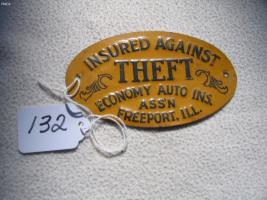 INSURED AGAINST
THEFT
ECONOMY AUTO INS.
ASS'N
FREEPORT, ILL.
132